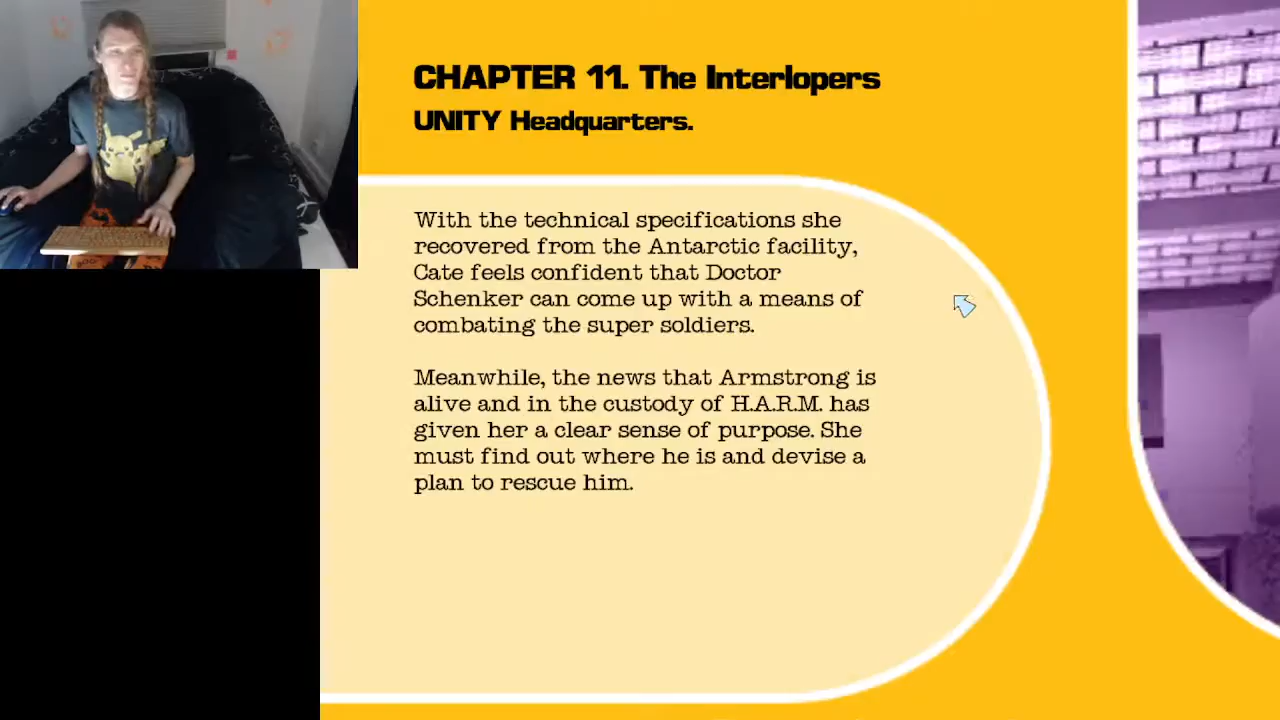 CHAPTER 11. The Interlopers
UNITY Headquarters.
With the technical specifications she
recovered from the Antarctic facility,
Cate feels confident that Doctor
Schenker can come up with a means of
combating the super soldiers.
Meanwhile, the news that Armstrong is
alive and in the custody of H.A.R.M. has
given her a clear sense of purpose. She
must find out where he is and devise a
plan to rescue him.